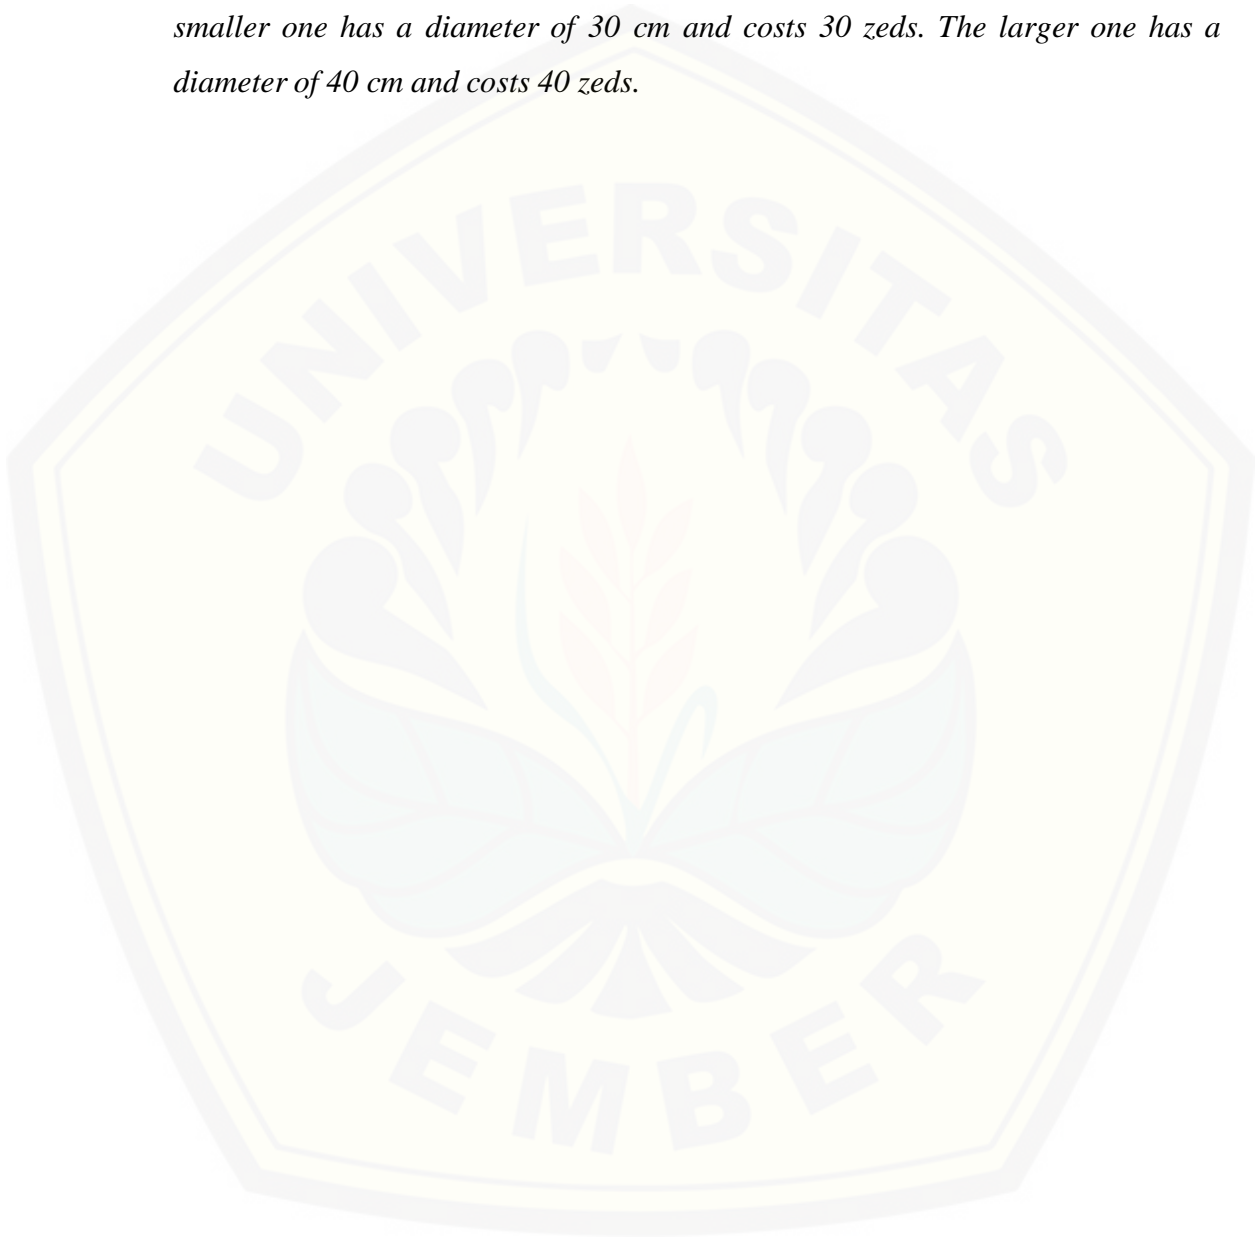 smaller one has a diameter of 30 cm and costs 30 zeds. The larger one has a
diameter of 40 cm and costs 40 zeds.
UNIVERSITAS
JEMBER